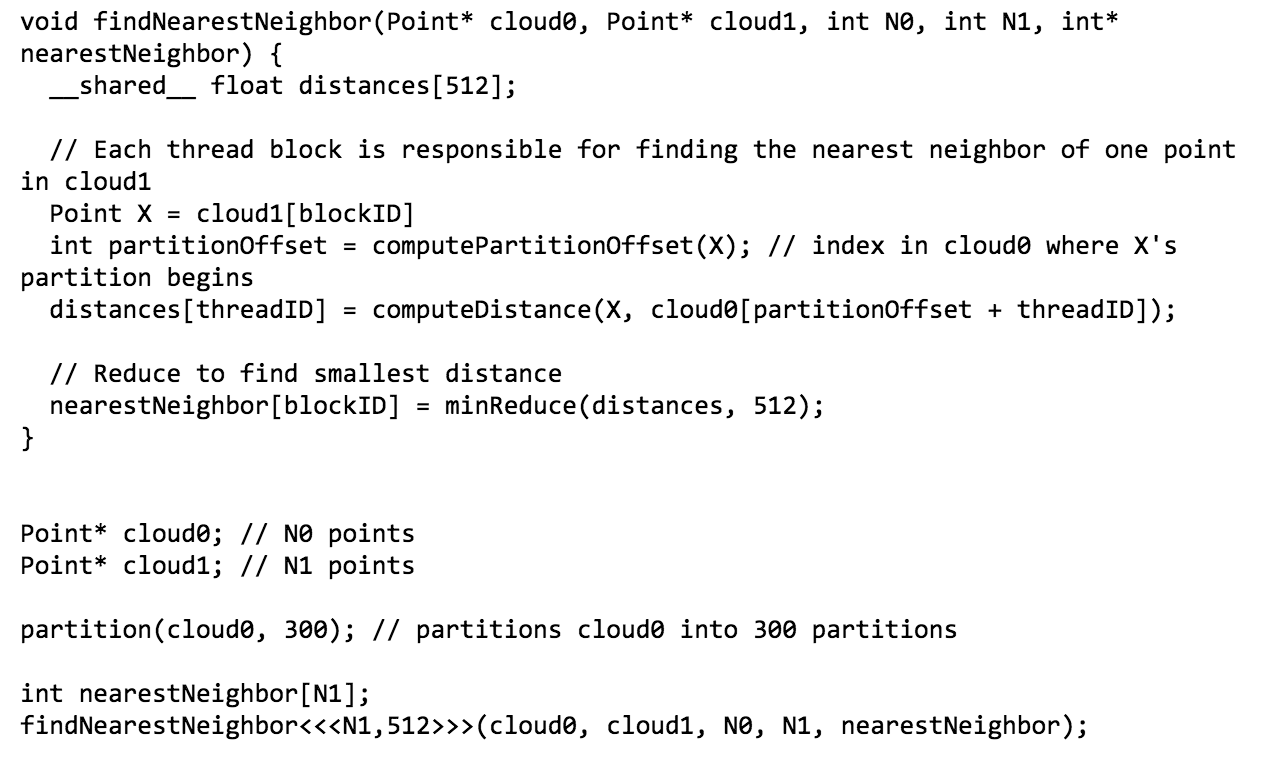 void findNearestNeighbor(Point* cloud0, Point* cloud1, int N0, int N1, int*
nearestNeighbor) {
  __shared__ float distances[512];

  // Each thread block is responsible for finding the nearest neighbor of one point
in cloud1
  Point X = cloud1[blockID]
  int partitionOffset = computePartitionOffset(X); // index in cloud0 where X's
partition begins
  distances[threadID] = computeDistance(X, cloud0[partitionOffset + threadID]);

  // Reduce to find smallest distance
  nearestNeighbor[blockID] = minReduce(distances, 512);
}

Point* cloud0; // N0 points
Point* cloud1; // N1 points

partition(cloud0, 300); // partitions cloud0 into 300 partitions

int nearestNeighbor[N1];
findNearestNeighbor<<<N1,512>>>(cloud0, cloud1, N0, N1, nearestNeighbor);